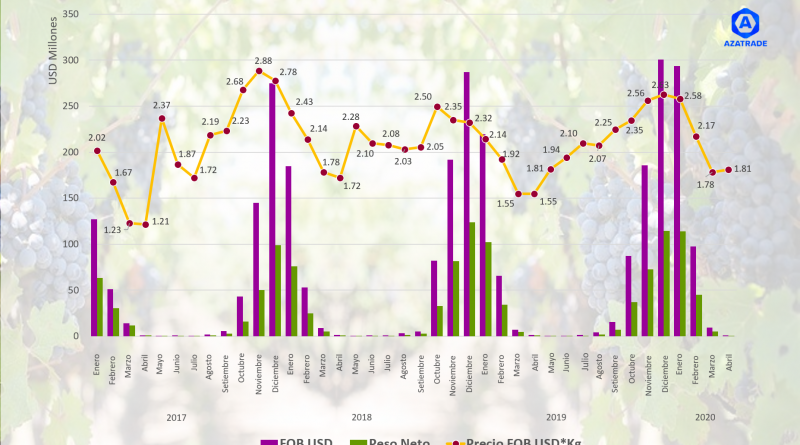 AZATRADE
USD Millones
350
300
250
200
150
100
50
0
2.02
1.67
1.23
1.21
2.37
1.87
1.72
2.19
2.23
2.68
2.88
2.78
2.43
2.14
1.78
1.72
2.28
2.10
2.08
2.03
2.05
2.50
2.35
2.32
2.14
1.92
1.55
1.55
1.81
1.94
2.10
2.07
2.25
2.35
2.56
2.58
2.17
1.78
1.81
Enero
Febrero
Marzo
Abril
Mayo
Junio
Julio
Agosto
Setiembre
Octubre
Noviembre
Diciembre
Enero
Febrero
Marzo
Abril
Mayo
Junio
Julio
Agosto
Setiembre
Octubre
Noviembre
Diciembre
Enero
Febrero
Marzo
Abril
Mayo
Junio
Julio
Agosto
Setiembre
Octubre
Noviembre
Diciembre
Enero
Febrero
Marzo
Abril
2017
2018
2019
2020
FOB USD
Peso Neto
Precio FOB USD*Kg